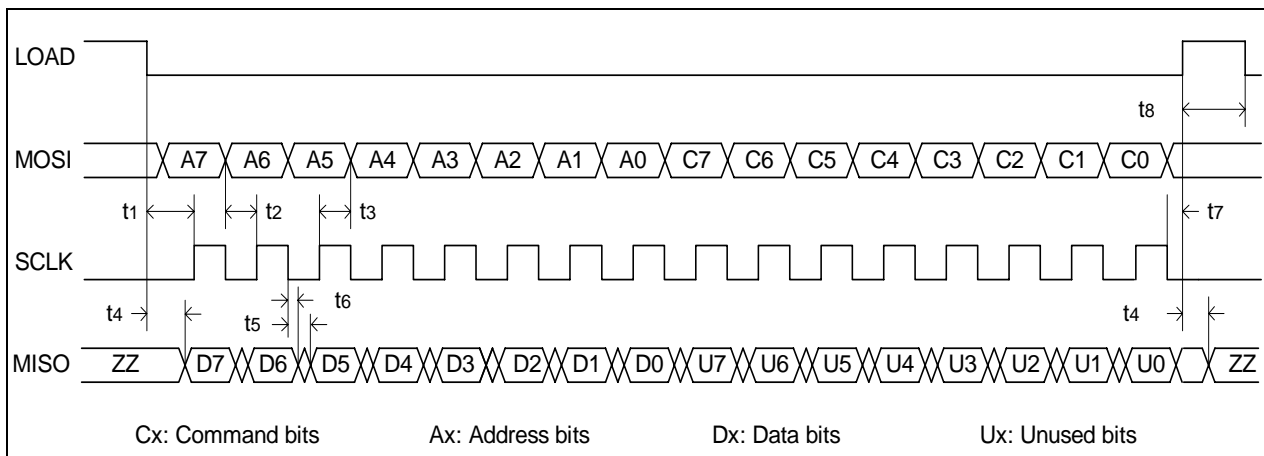 LOAD
t8
MOSI A7 A6 A5 A4 A3 A2 A1 A0 C7 C6 C5 C4 C3 C2 C1 C0
t1 t2 t3 t7
SCLK
t4 t5 t6 t4
MISO ZZ D7 D6 D5 D4 D3 D2 D1 D0 U7 U6 U5 U4 U3 U2 U1 U0 ZZ
Cx: Command bits Ax: Address bits Dx: Data bits Ux: Unused bits